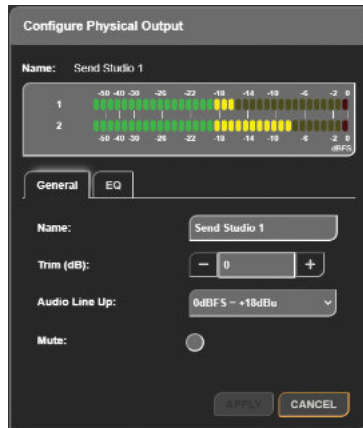 Configure Physical Output
Name: Send Studio 1
-50 -40 -30 -25 -22 -18 -14 -10 -6 -2 0
1
2
-50 -40 -30 -25 -22 -18 -14 -10 -6 -2 0
dBFS
General EQ
Name: Send Studio 1
Trim (dB): − 0 +
Audio Line Up: 0dBFS = +18dBu
Mute:
APPLY CANCEL